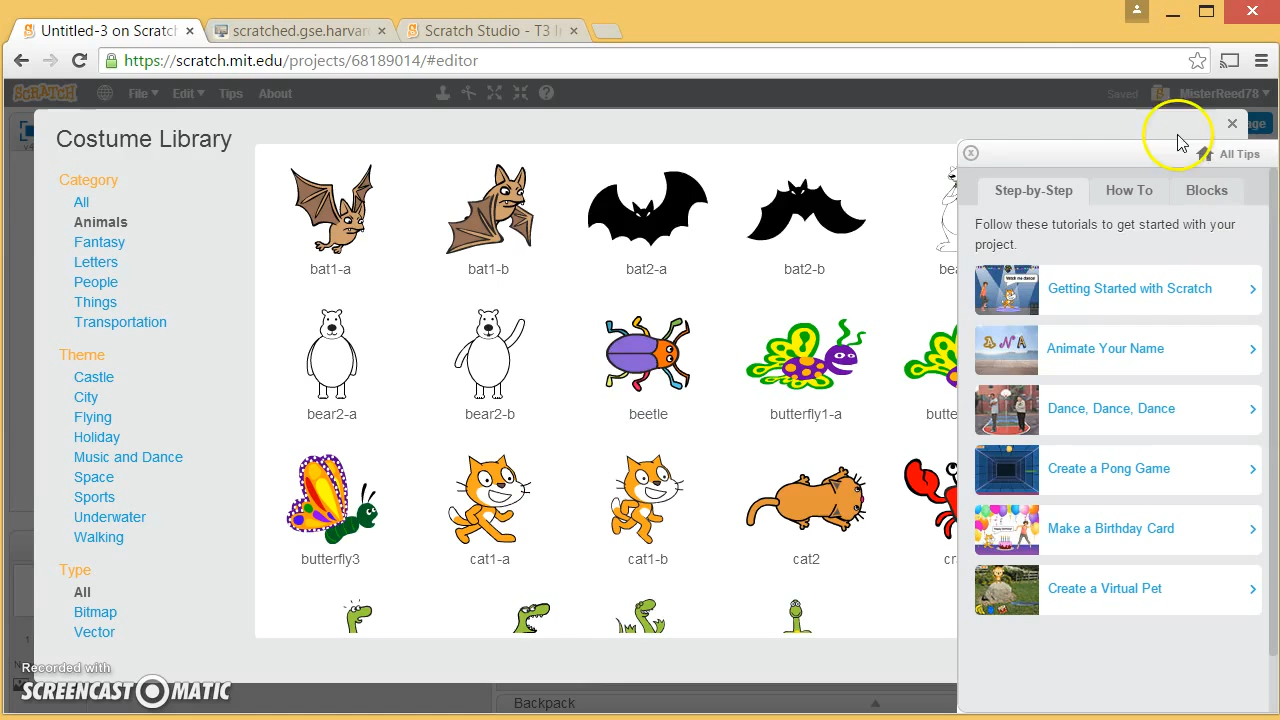 Untitled-3 on Scratch
scratched.gse.harvar
Scratch Studio - T3 I
https://scratch.mit.edu/projects/68189014/#editor
SCRATCH
File
Edit
Tips
About
Saved
MisterReed78
Costume Library
Category
All
Animals
Fantasy
Letters
People
Things
Transportation
Theme
Castle
City
Flying
Holiday
Music and Dance
Space
Sports
Underwater
Walking
Type
All
Bitmap
Vector
bat1-a
bat1-b
bat2-a
bat2-b
bea
bear2-a
bear2-b
beetle
butterfly1-a
butte
butterfly3
cat1-a
cat1-b
cat2
cr
All Tips
Step-by-Step
How To
Blocks
Follow these tutorials to get started with your
project.
Getting Started with Scratch
Animate Your Name
Dance, Dance, Dance
Create a Pong Game
Make a Birthday Card
Create a Virtual Pet
Backpack
Recorded with
SCREENCAST-O-MATIC